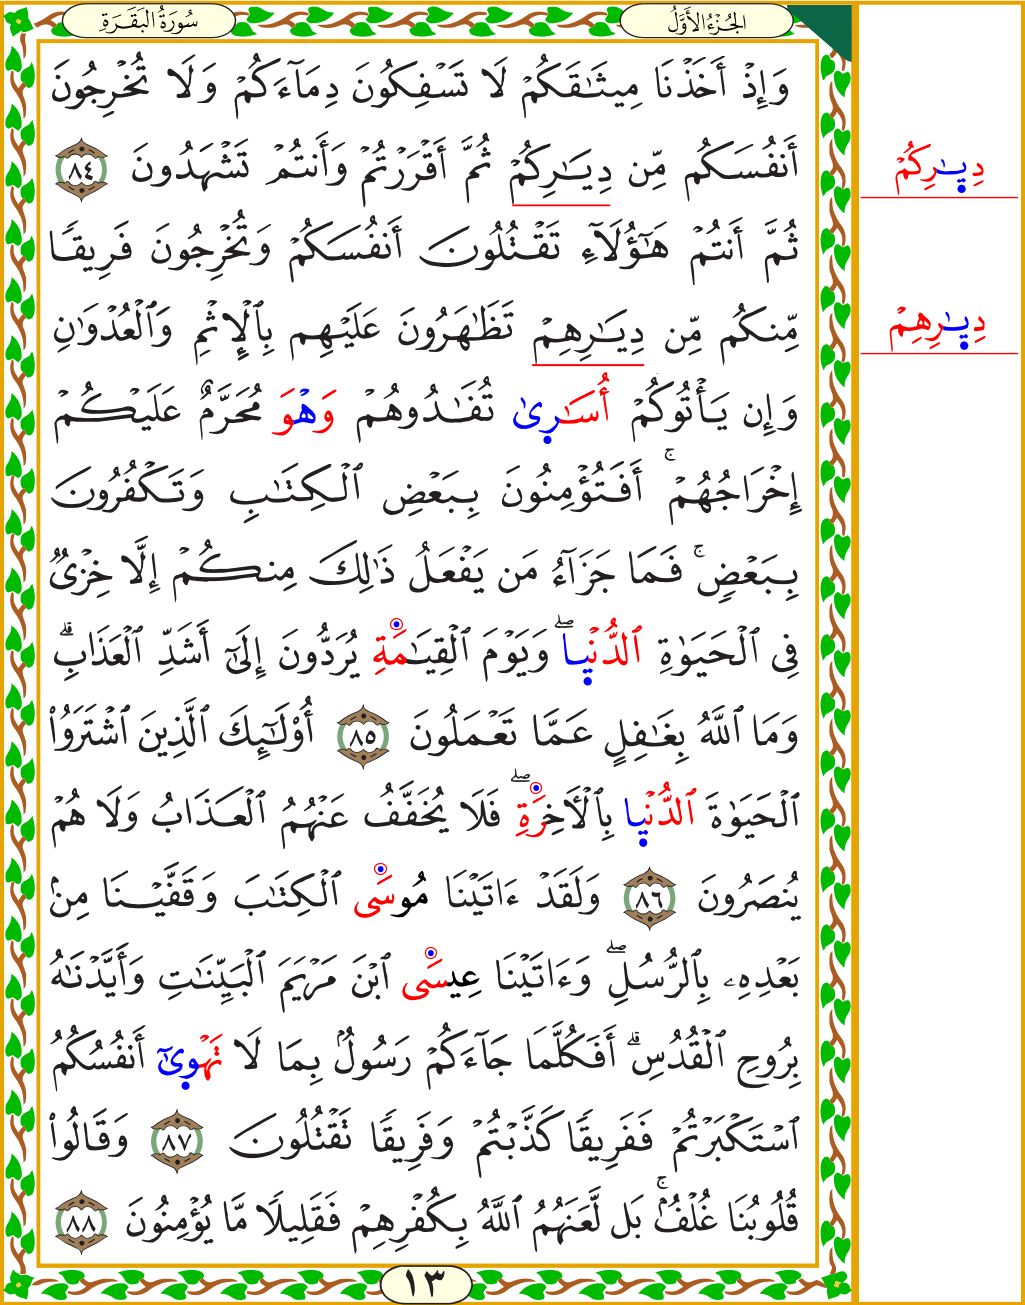 سُورَةُ البَقَرَةِ
الجُزْءُ الأَوَّلُ
وَإِذْ أَخَذْنَا مِيثَٰقَكُمْ لَا تَسْفِكُونَ دِمَآءَكُمْ وَلَا تُخْرِجُونَ
أَنفُسَكُم مِّن دِيَٰرِكُمْ ثُمَّ أَقْرَرْتُمْ وَأَنتُمْ تَشْهَدُونَ ٨٤
دِيَٰرِكُمْ
ثُمَّ أَنتُمْ هَٰٓؤُلَآءِ تَقْتُلُونَ أَنفُسَكُمْ وَتُخْرِجُونَ فَرِيقًا
مِّنكُم مِّن دِيَٰرِهِمْ تَظَّٰهَرُونَ عَلَيْهِم بِٱلْإِثْمِ وَٱلْعُدْوَٰنِ
دِيَٰرِهِمْ
وَإِن يَأْتُوكُمْ أُسَٰرِىٰ تُفَٰدُوهُمْ وَهْوَ مُحَرَّمٌ عَلَيْكُمْ
إِخْرَاجُهُمْ ۚ أَفَتُؤْمِنُونَ بِبَعْضِ ٱلْكِتَٰبِ وَتَكْفُرُونَ
بِبَعْضٍ ۚ فَمَا جَزَآءُ مَن يَفْعَلُ ذَٰلِكَ مِنكُمْ إِلَّا خِزْىٌ
فِى ٱلْحَيَوٰةِ ٱلدُّنْيِا ۖ وَيَوْمَ ٱلْقِيَٰمَةِ يُرَدُّونَ إِلَىٰٓ أَشَدِّ ٱلْعَذَابِ ۗ
وَمَا ٱللَّهُ بِغَٰفِلٍ عَمَّا تَعْمَلُونَ ٨٥ أُو۟لَٰٓئِكَ ٱلَّذِينَ ٱشْتَرَوُا۟
ٱلْحَيَوٰةَ ٱلدُّنْيِا بِٱلْأَخِرَةِ ۖ فَلَا يُخَفَّفُ عَنْهُمُ ٱلْعَذَابُ وَلَا هُمْ
يُنصَرُونَ ٨٦ وَلَقَدْ ءَاتَيْنَا مُوسَى ٱلْكِتَٰبَ وَقَفَّيْنَا مِنۢ
بَعْدِهِۦ بِٱلرُّسُلِ ۖ وَءَاتَيْنَا عِيسَى ٱبْنَ مَرْيَمَ ٱلْبَيِّنَٰتِ وَأَيَّدْنَٰهُ
بِرُوحِ ٱلْقُدُسِ ۗ أَفَكُلَّمَا جَآءَكُمْ رَسُولٌۢ بِمَا لَا تَهْوِىٰٓ أَنفُسُكُمُ
ٱسْتَكْبَرْتُمْ فَفَرِيقًا كَذَّبْتُمْ وَفَرِيقًا تَقْتُلُونَ ٨٧ وَقَالُوا۟
قُلُوبُنَا غُلْفٌۢ ۚ بَل لَّعَنَهُمُ ٱللَّهُ بِكُفْرِهِمْ فَقَلِيلًا مَّا يُؤْمِنُونَ ٨٨
١٣